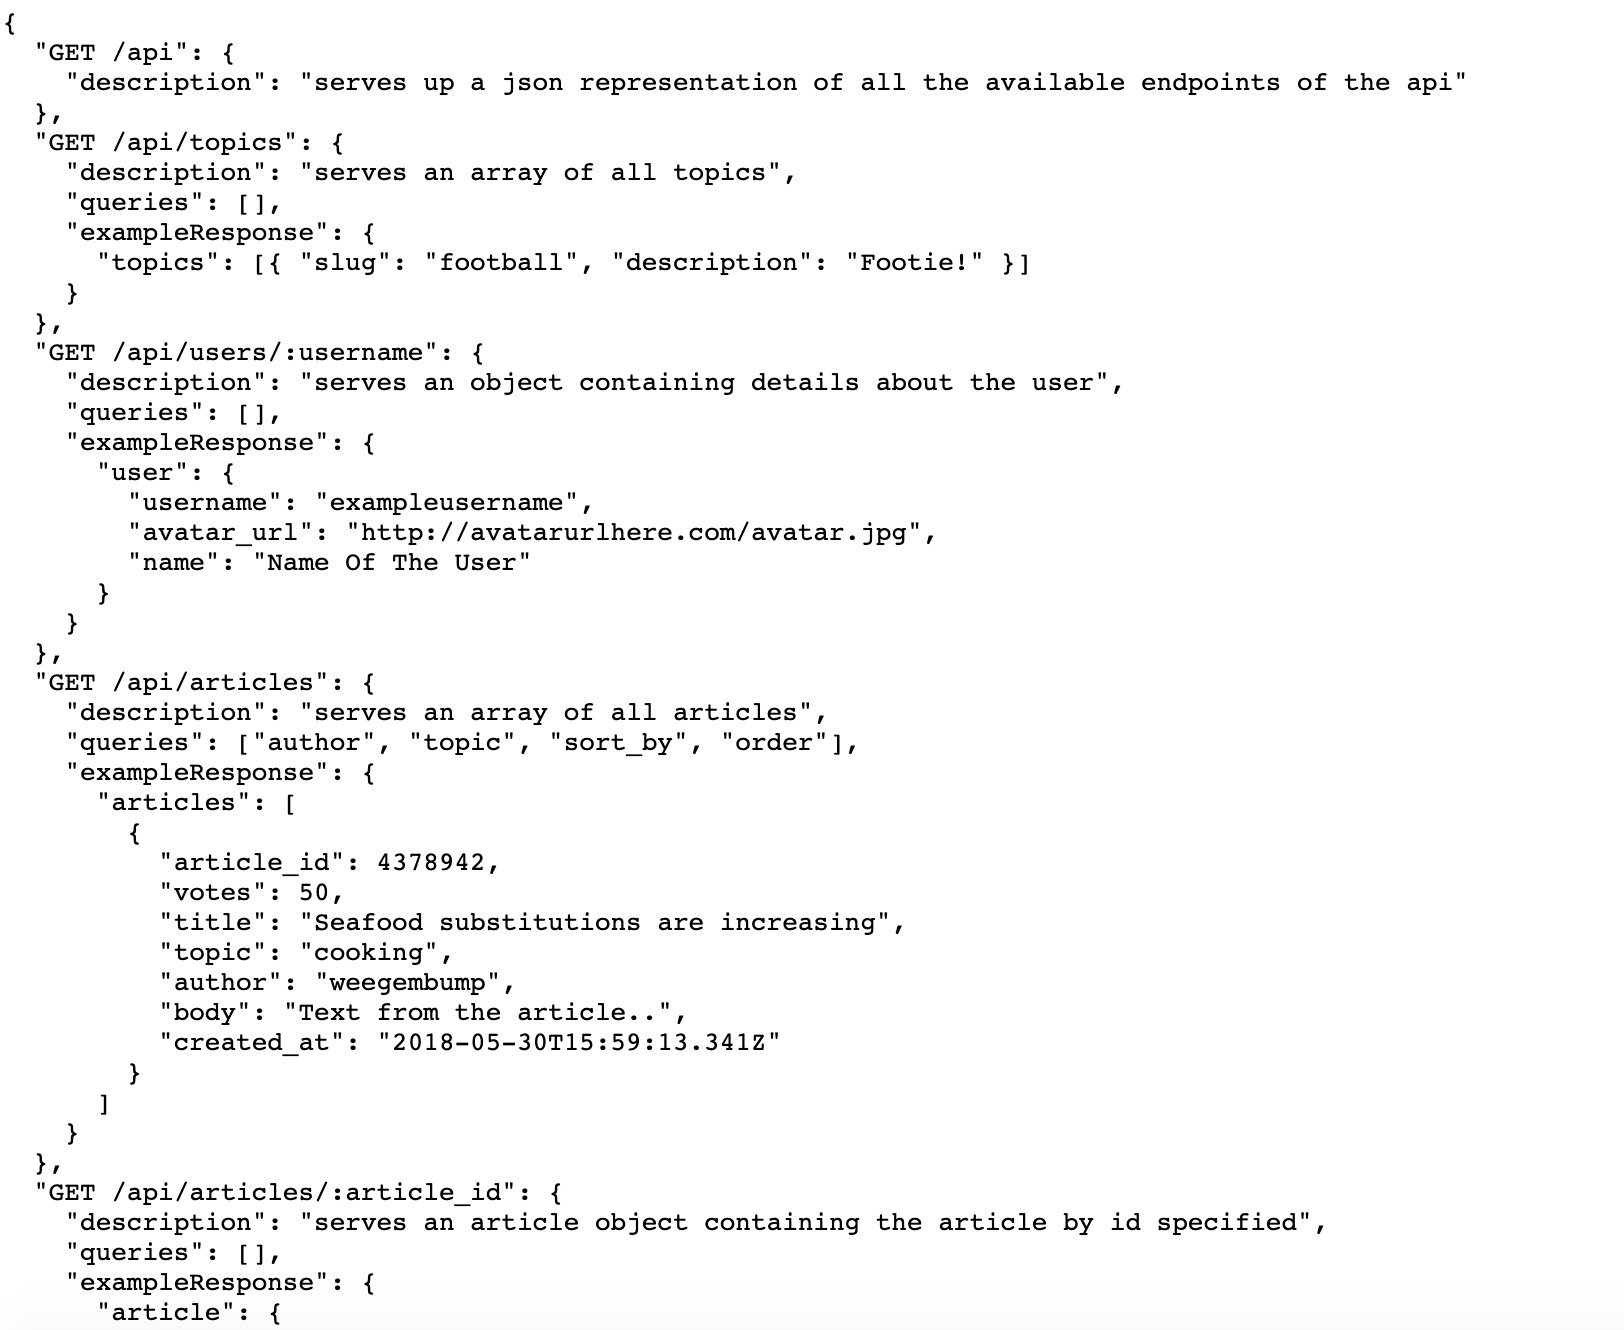 {
  "GET /api": {
    "description": "serves up a json representation of all the available endpoints of the api"
  },
  "GET /api/topics": {
    "description": "serves an array of all topics",
    "queries": [],
    "exampleResponse": {
      "topics": [{ "slug": "football", "description": "Footie!" }]
    }
  },
  "GET /api/users/:username": {
    "description": "serves an object containing details about the user",
    "queries": [],
    "exampleResponse": {
      "user": {
        "username": "exampleusername",
        "avatar_url": "http://avatarurlhere.com/avatar.jpg",
        "name": "Name Of The User"
      }
    }
  },
  "GET /api/articles": {
    "description": "serves an array of all articles",
    "queries": ["author", "topic", "sort_by", "order"],
    "exampleResponse": {
      "articles": [
        {
          "article_id": 4378942,
          "votes": 50,
          "title": "Seafood substitutions are increasing",
          "topic": "cooking",
          "author": "weegembump",
          "body": "Text from the article..",
          "created_at": "2018-05-30T15:59:13.341Z"
        }
      ]
    }
  },
  "GET /api/articles/:article_id": {
    "description": "serves an article object containing the article by id specified",
    "queries": [],
    "exampleResponse": {
      "article": {